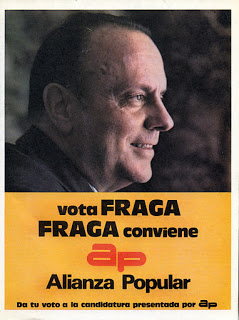 vota FRAGA
FRAGA conviene
ap
Alianza Popular
Da tu voto a la candidatura presentada por ap